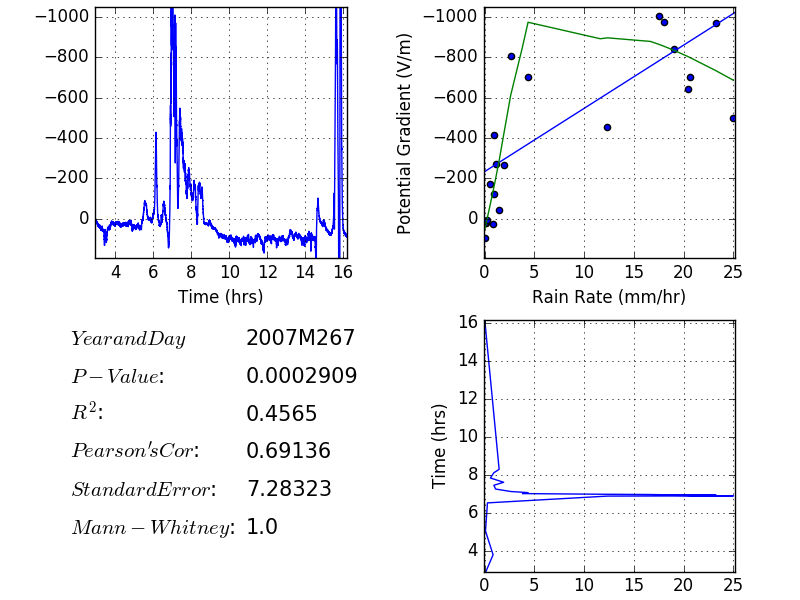 −1000
−800
−600
−400
−200
0
4 6 8 10 12 14 16
Time (hrs)
Potential Gradient (V/m)
−1000
−800
−600
−400
−200
0
0 5 10 15 20 25
Rain Rate (mm/hr)
YearandDay 2007M267
P−Value: 0.0002909
R²: 0.4565
Pearson'sCor: 0.69136
StandardError: 7.28323
Mann−Whitney: 1.0
Time (hrs)
16
14
12
10
8
6
4
0 5 10 15 20 25